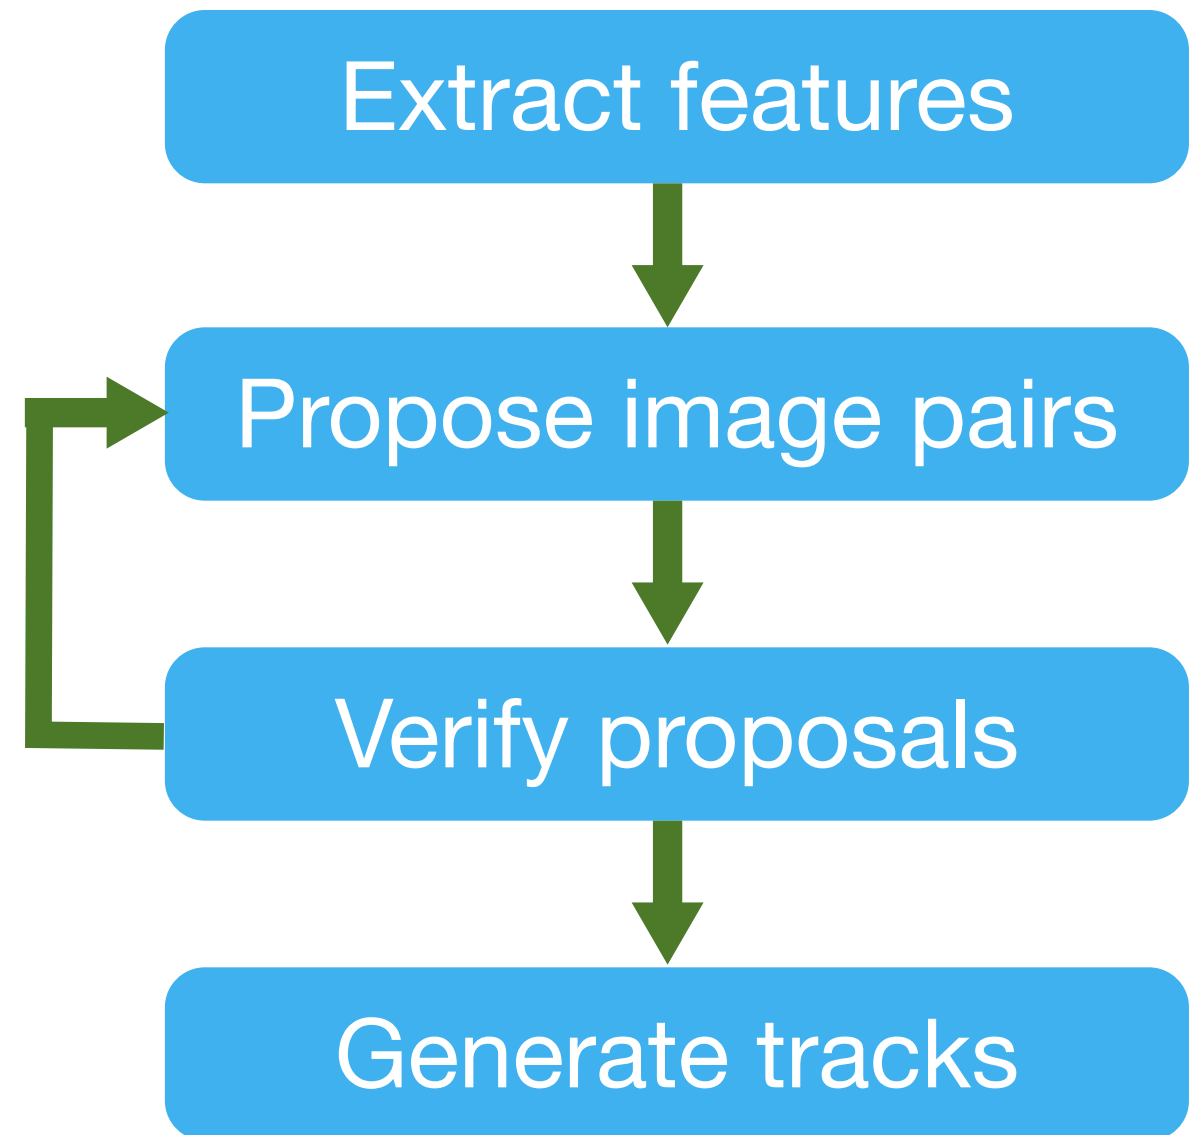 Extract features
Propose image pairs
Verify proposals
Generate tracks